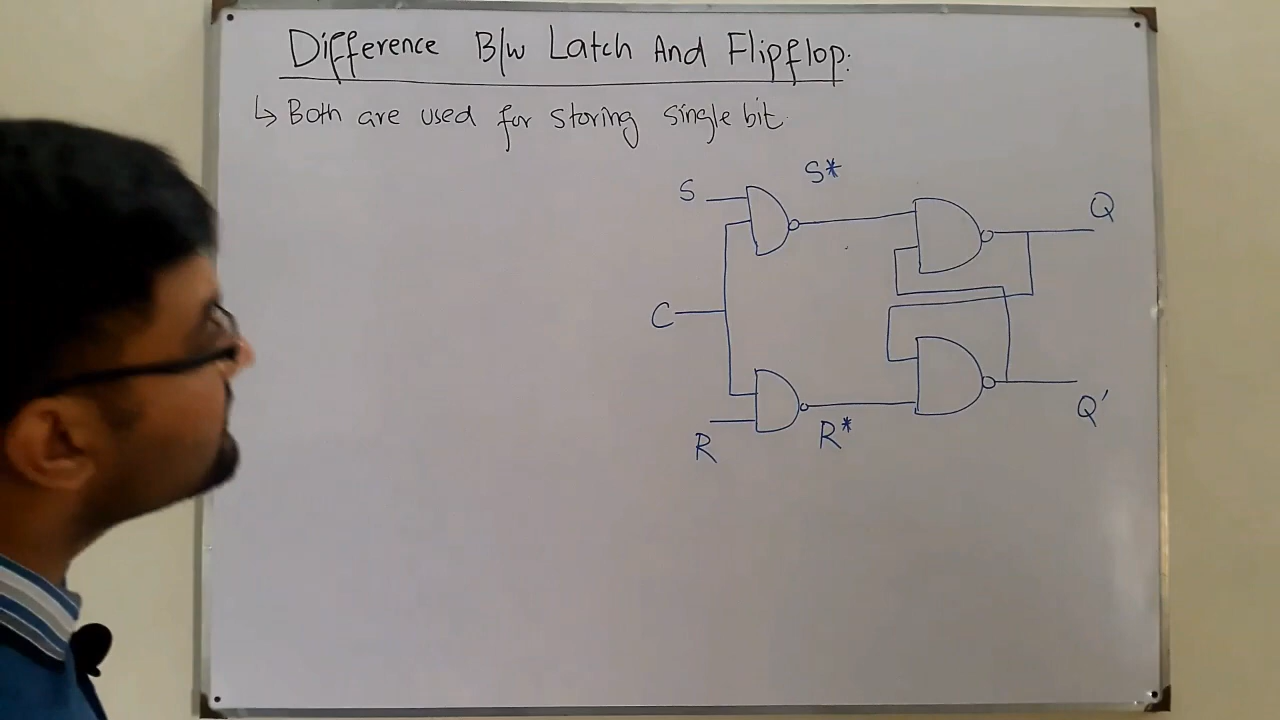 Difference B/w Latch And Flipflop:
↳ Both are used for storing single bit.
S
S*
Q
C
R
R*
Q'